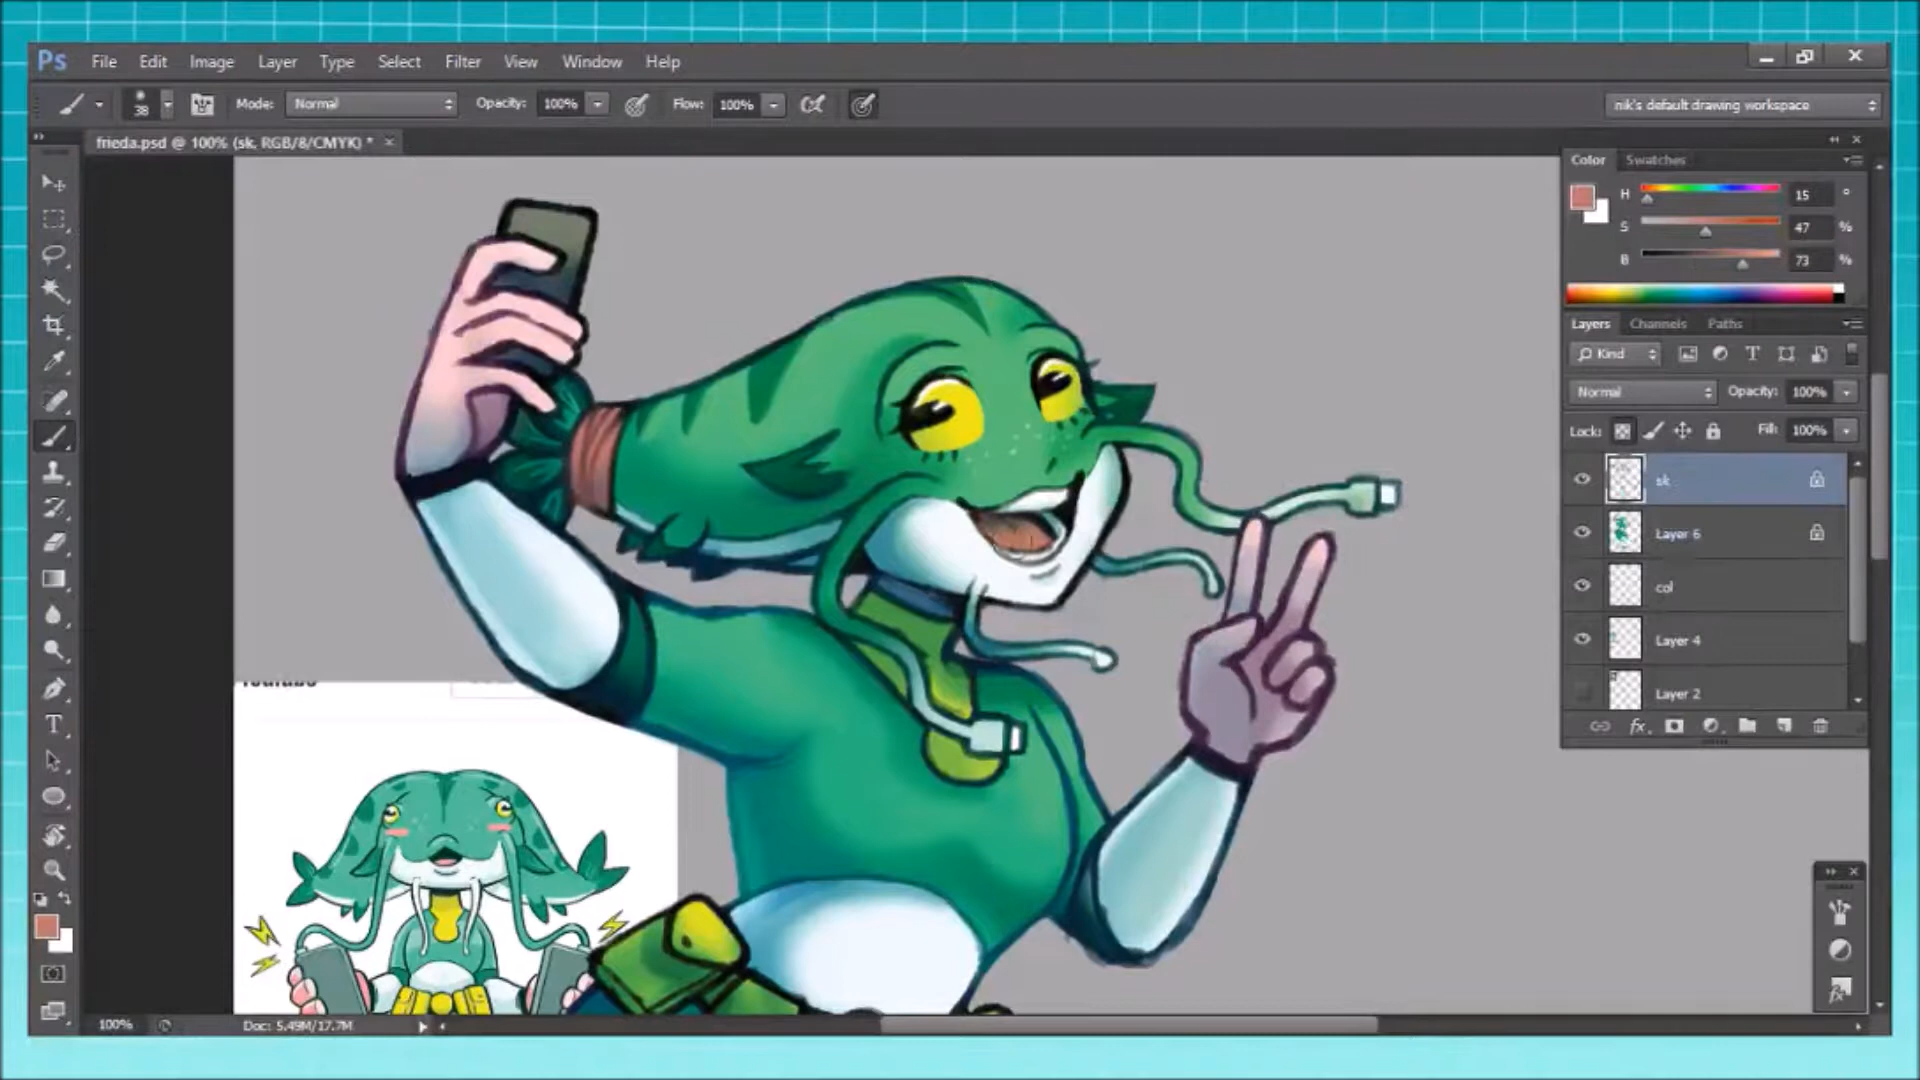 Ps File Edit Image Layer Type Select Filter View Window Help
38 Mode: Normal Opacity: 100% Flow: 100% nik's default drawing workspace
frieda.psd @ 100% (sk, RGB/8/CMYK) *
Color Swatches
H 15 °
S 47 %
B 73 %
Layers Channels Paths
Kind
Normal Opacity: 100%
Lock: Fill: 100%
sk
Layer 6
col
Layer 4
Layer 2
fx
T
100% Doc: 5.49M/17.7M